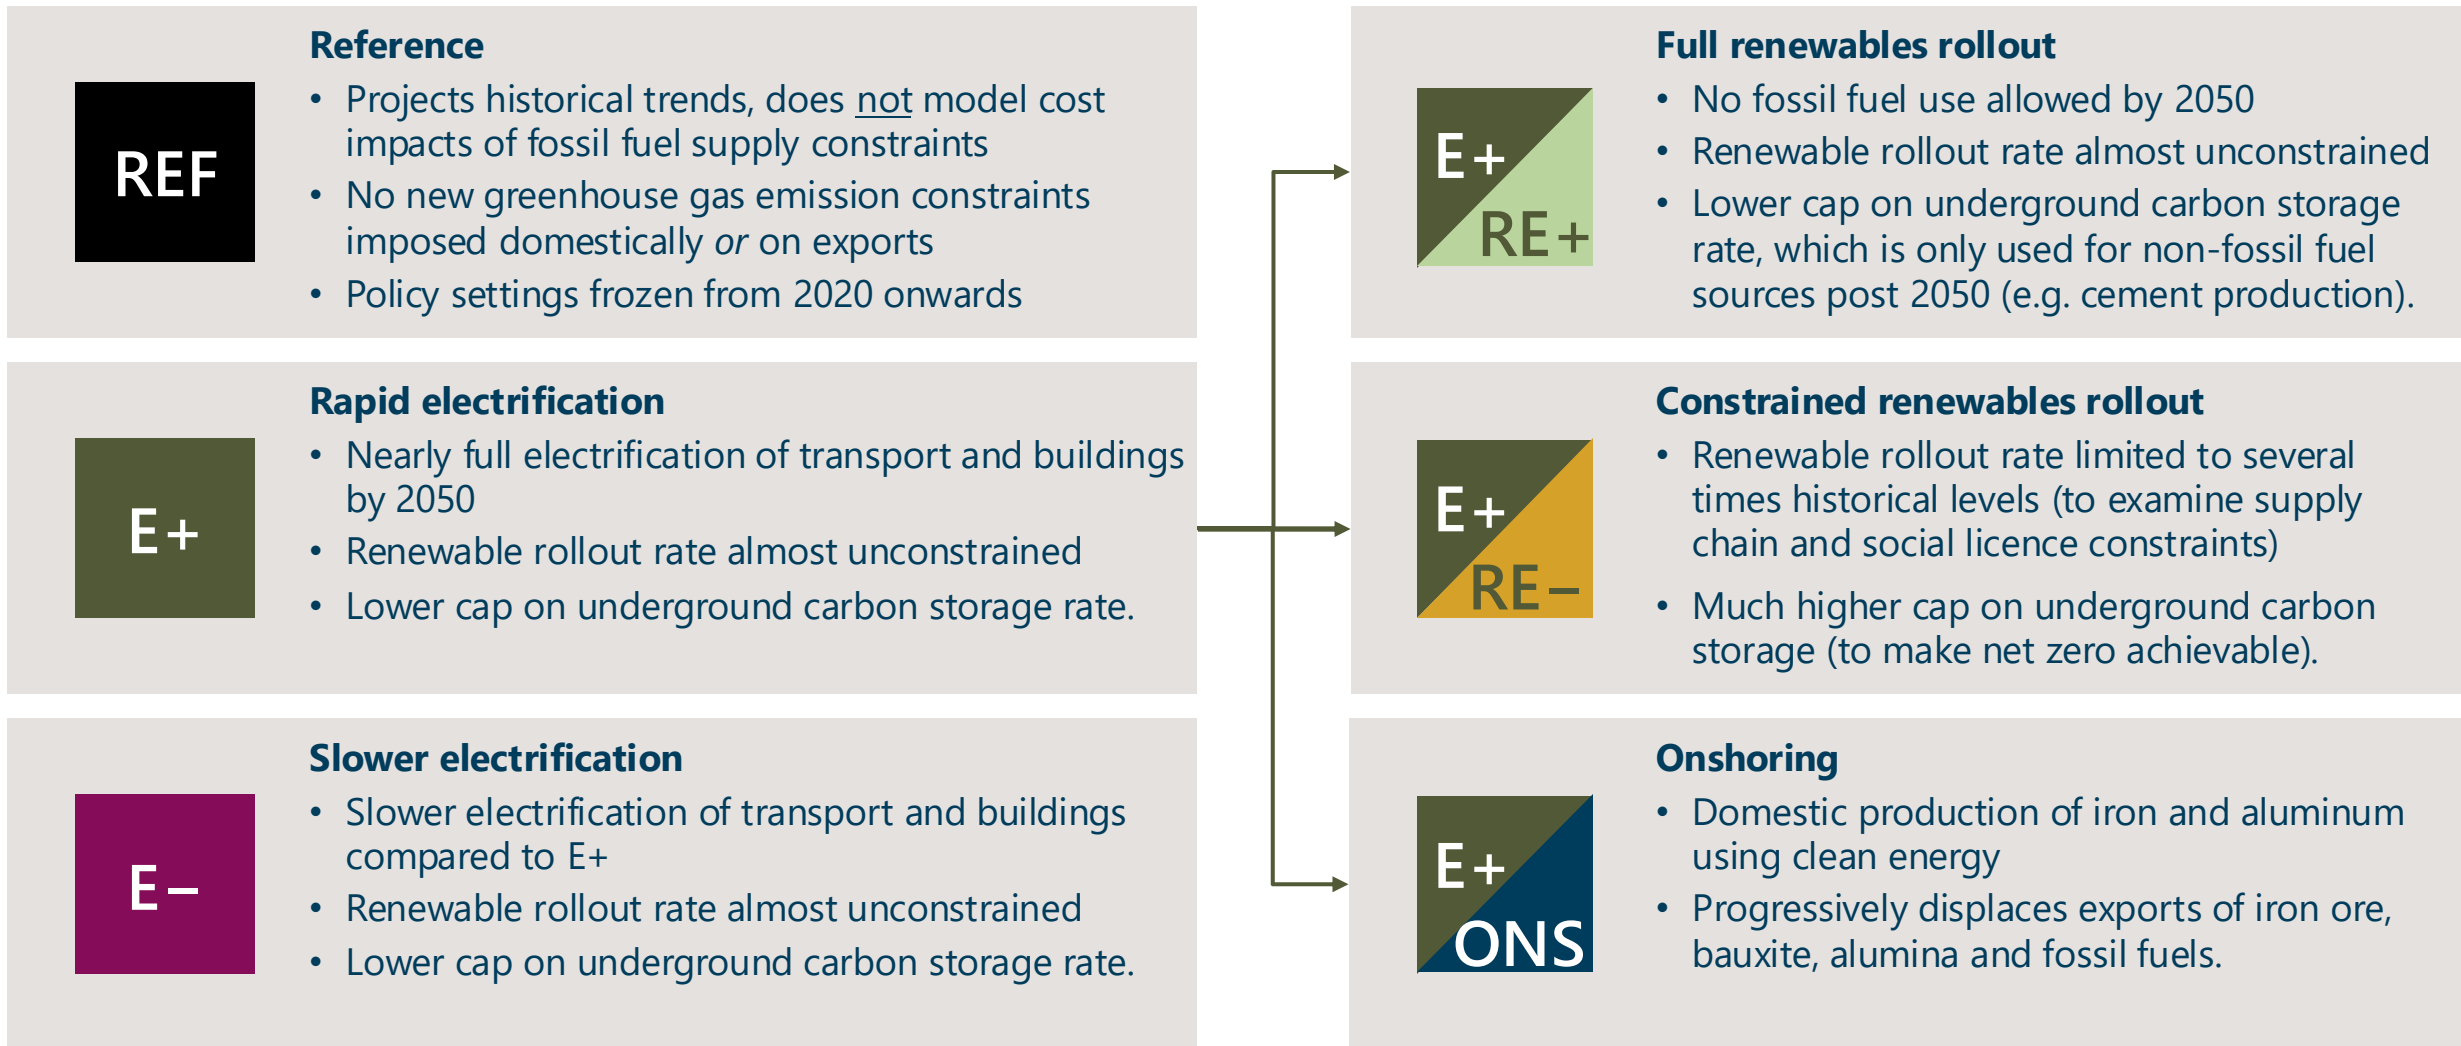 REF
Reference
• Projects historical trends, does not model cost
impacts of fossil fuel supply constraints
• No new greenhouse gas emission constraints
imposed domestically or on exports
• Policy settings frozen from 2020 onwards
E+
Rapid electrification
• Nearly full electrification of transport and buildings
by 2050
• Renewable rollout rate almost unconstrained
• Lower cap on underground carbon storage rate.
E–
Slower electrification
• Slower electrification of transport and buildings
compared to E+
• Renewable rollout rate almost unconstrained
• Lower cap on underground carbon storage rate.
E+
RE+
Full renewables rollout
• No fossil fuel use allowed by 2050
• Renewable rollout rate almost unconstrained
• Lower cap on underground carbon storage
rate, which is only used for non-fossil fuel
sources post 2050 (e.g. cement production).
E+
RE–
Constrained renewables rollout
• Renewable rollout rate limited to several
times historical levels (to examine supply
chain and social licence constraints)
• Much higher cap on underground carbon
storage (to make net zero achievable).
E+
ONS
Onshoring
• Domestic production of iron and aluminum
using clean energy
• Progressively displaces exports of iron ore,
bauxite, alumina and fossil fuels.